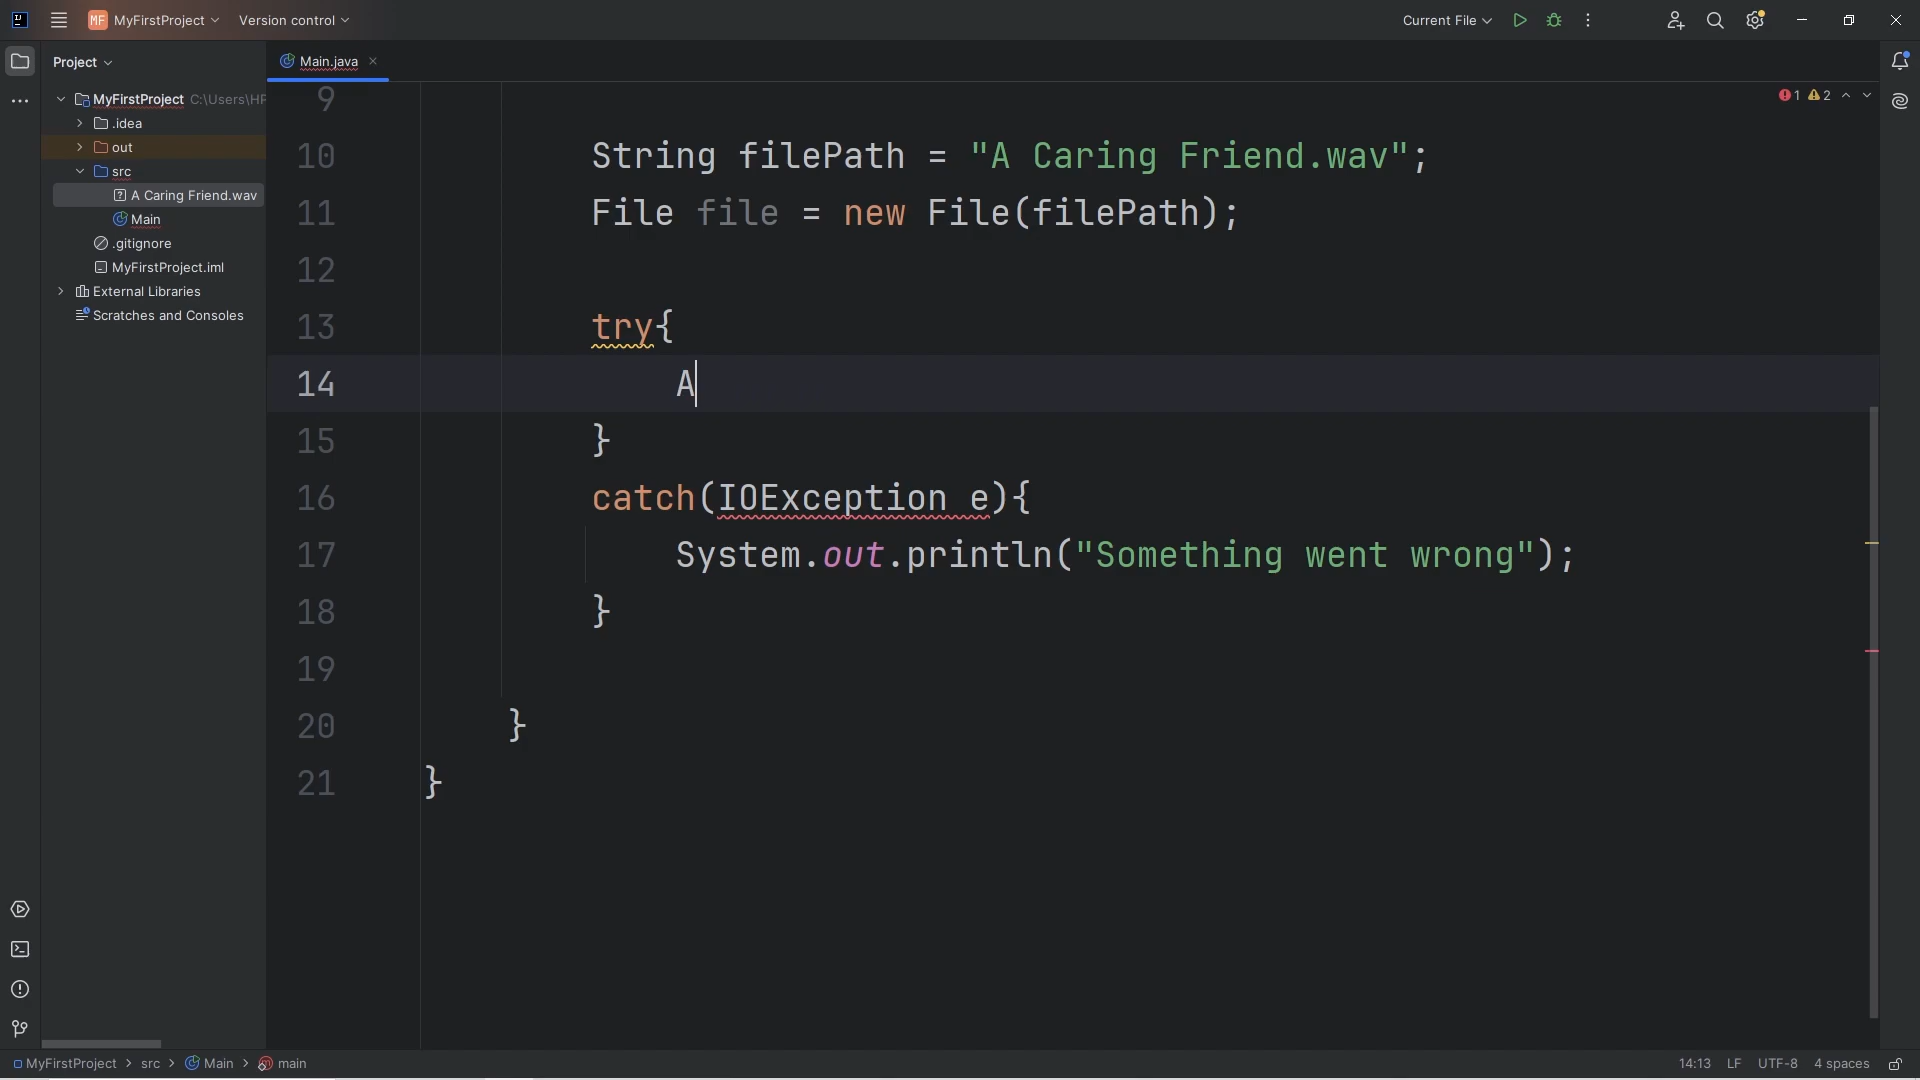 MF MyFirstProject Version control Current File
Project Main.java
MyFirstProject C:\Users\HP
.idea
out
src
A Caring Friend.wav
Main
.gitignore
MyFirstProject.iml
External Libraries
Scratches and Consoles
1 2
9
10 String filePath = "A Caring Friend.wav";
11 File file = new File(filePath);
12
13 try{
14 A
15 }
16 catch(IOException e){
17 System.out.println("Something went wrong");
18 }
19
20 }
21 }
MyFirstProject > src > Main > main 14:13 LF UTF-8 4 spaces